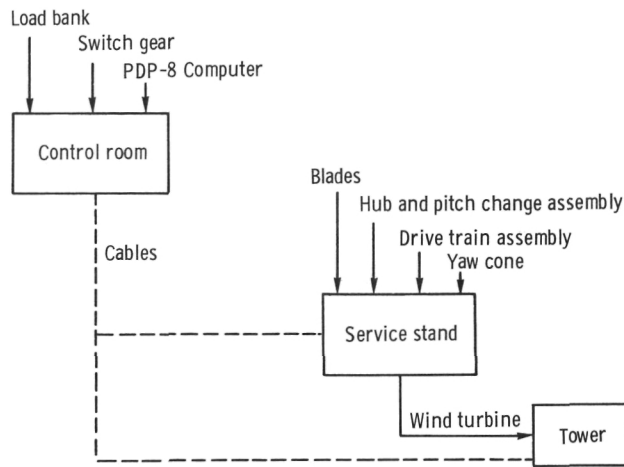 Load bank
Switch gear
PDP-8 Computer
Control room
Blades
Hub and pitch change assembly
Drive train assembly
Yaw cone
Cables
Service stand
Wind turbine
Tower